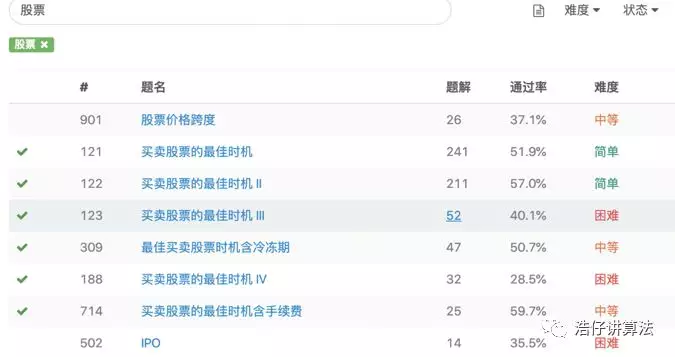 股票
难度 状态
股票 ×
# 题名 题解 通过率 难度
901 股票价格跨度 26 37.1% 中等
121 买卖股票的最佳时机 241 51.9% 简单
122 买卖股票的最佳时机 II 211 57.0% 简单
123 买卖股票的最佳时机 III 52 40.1% 困难
309 最佳买卖股票时机含冷冻期 47 50.7% 中等
188 买卖股票的最佳时机 IV 32 28.5% 困难
714 买卖股票的最佳时机含手续费 25 59.7% 中等
502 IPO 14 35.5% 困难
浩仔讲算法